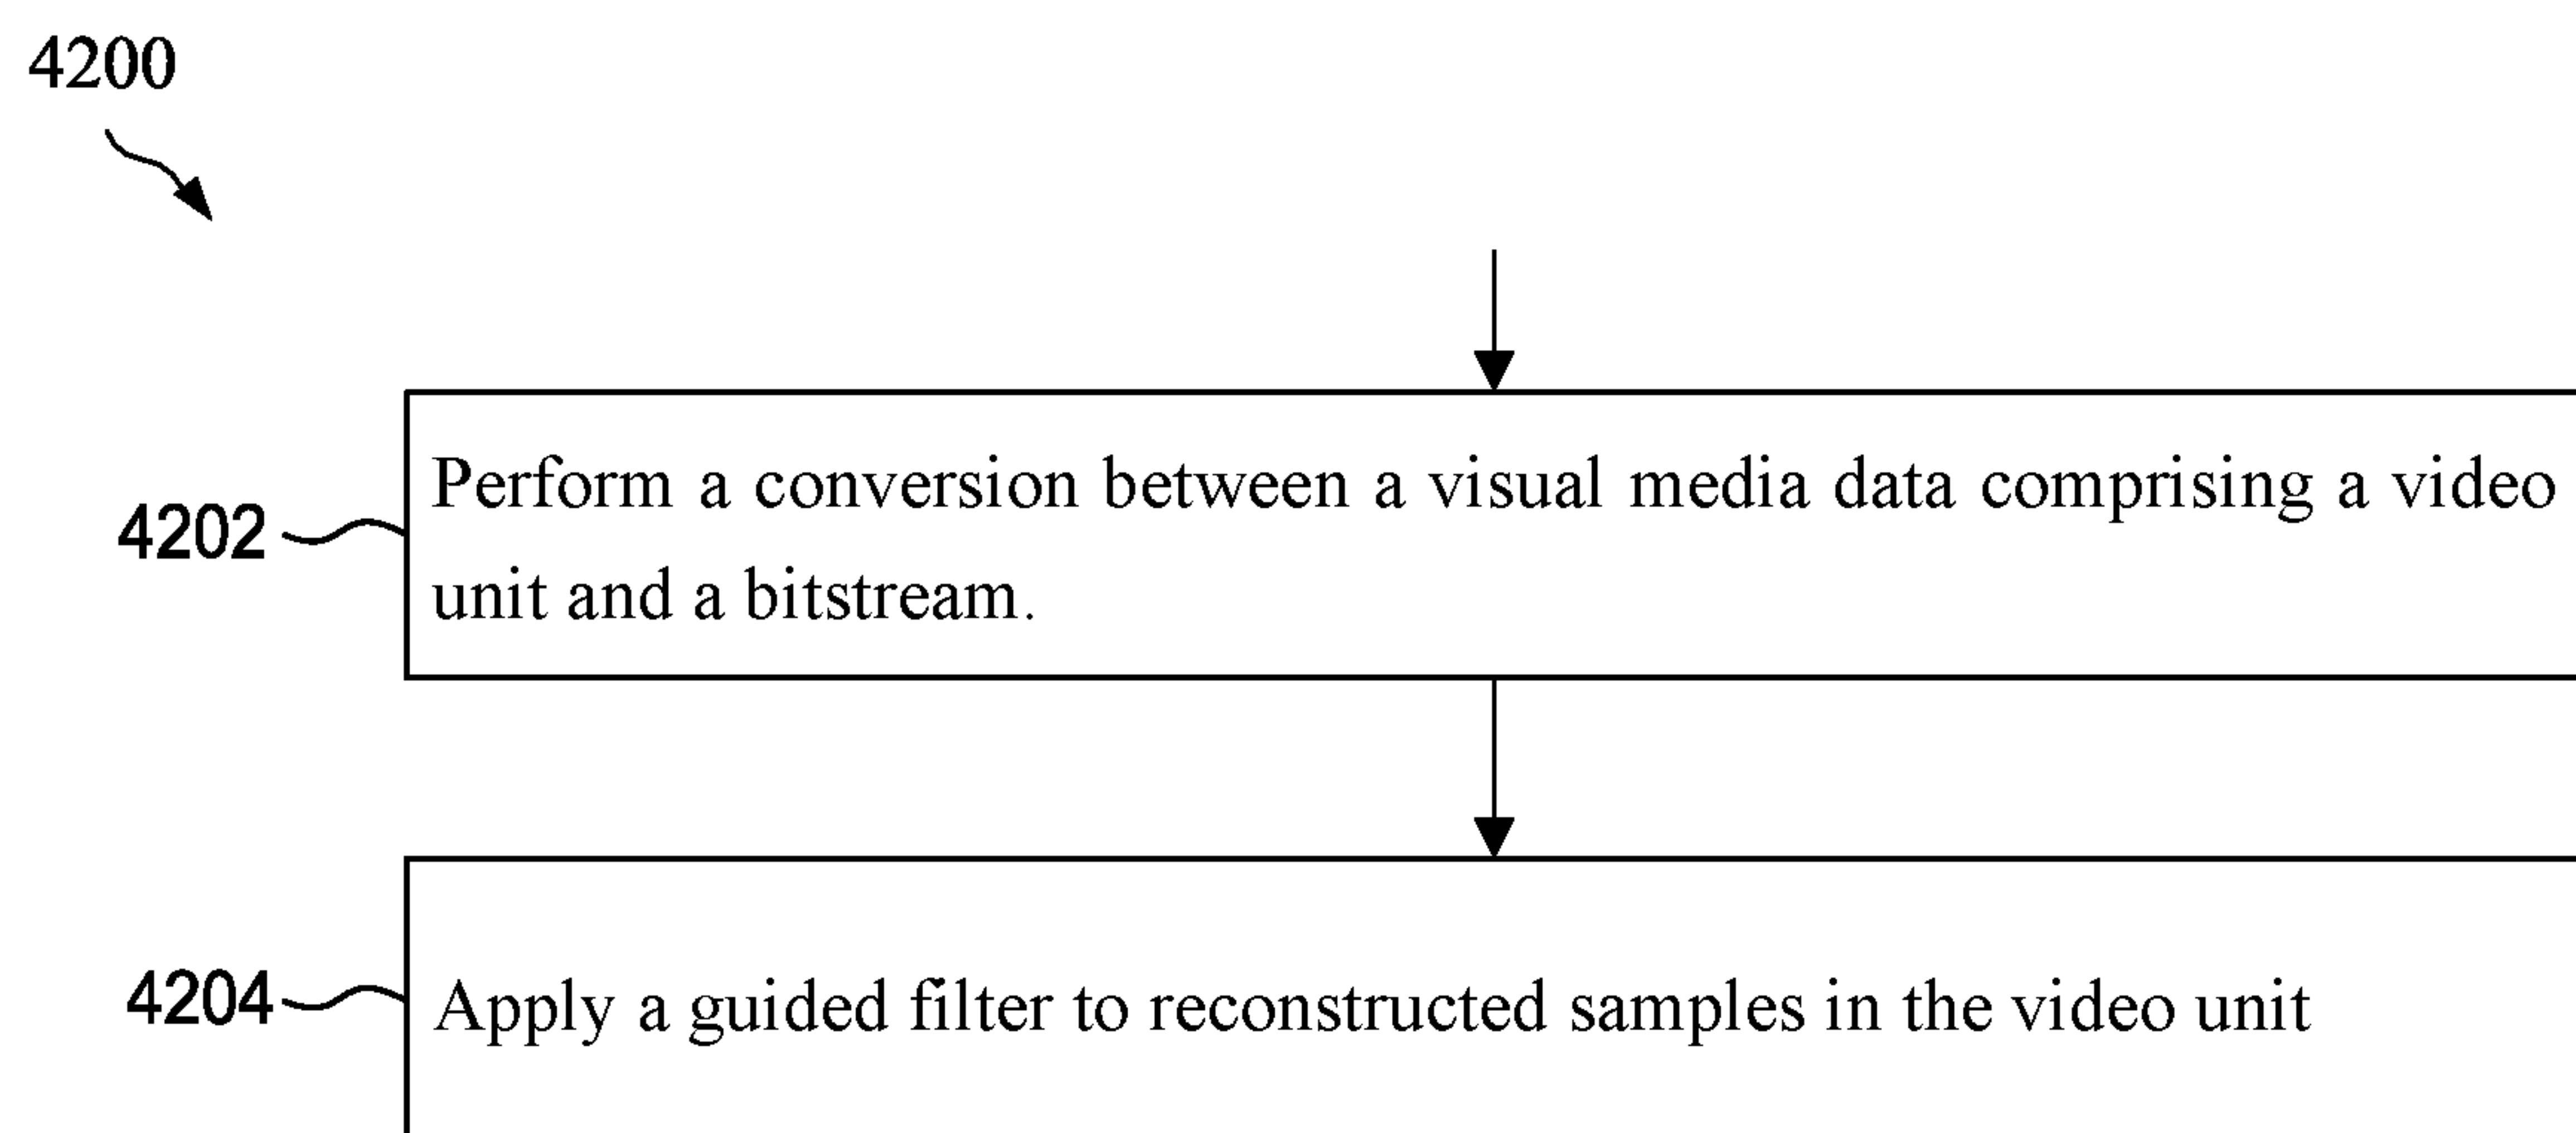 4200
4202
Perform a conversion between a visual media data comprising a video
unit and a bitstream.
4204
Apply a guided filter to reconstructed samples in the video unit